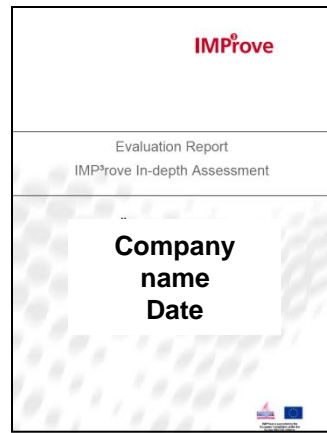 IMP³rove
Evaluation Report
IMP³rove In-depth Assessment
Company
name
Date